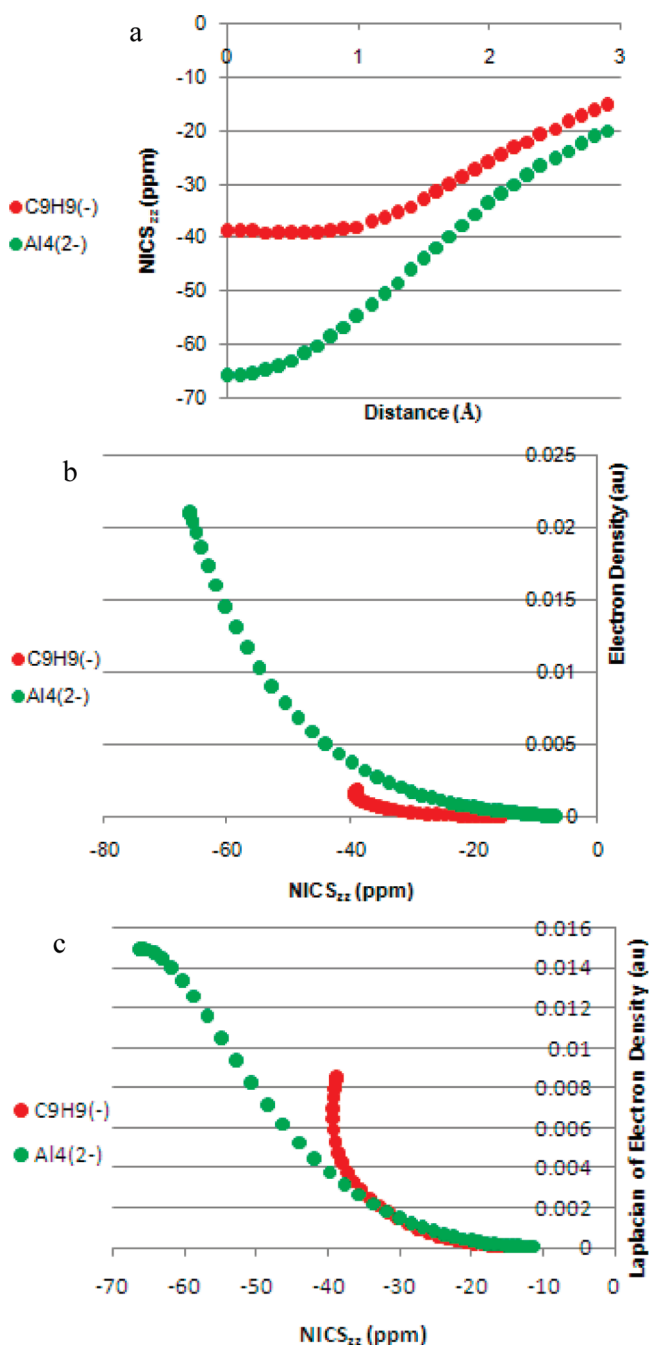 a
0 1 2 3
0
-10
-20
-30
-40
-50
-60
-70
NICSzz (ppm)
Distance (Å)
C9H9(-)
Al4(2-)
b
0.025
0.02
0.015
0.01
0.005
0
Electron Density (au)
C9H9(-)
Al4(2-)
-80 -60 -40 -20 0
NICSzz (ppm)
c
0.016
0.014
0.012
0.01
0.008
0.006
0.004
0.002
0
Laplacian of Electron Density (au)
C9H9(-)
Al4(2-)
-70 -60 -50 -40 -30 -20 -10 0
NICSzz (ppm)